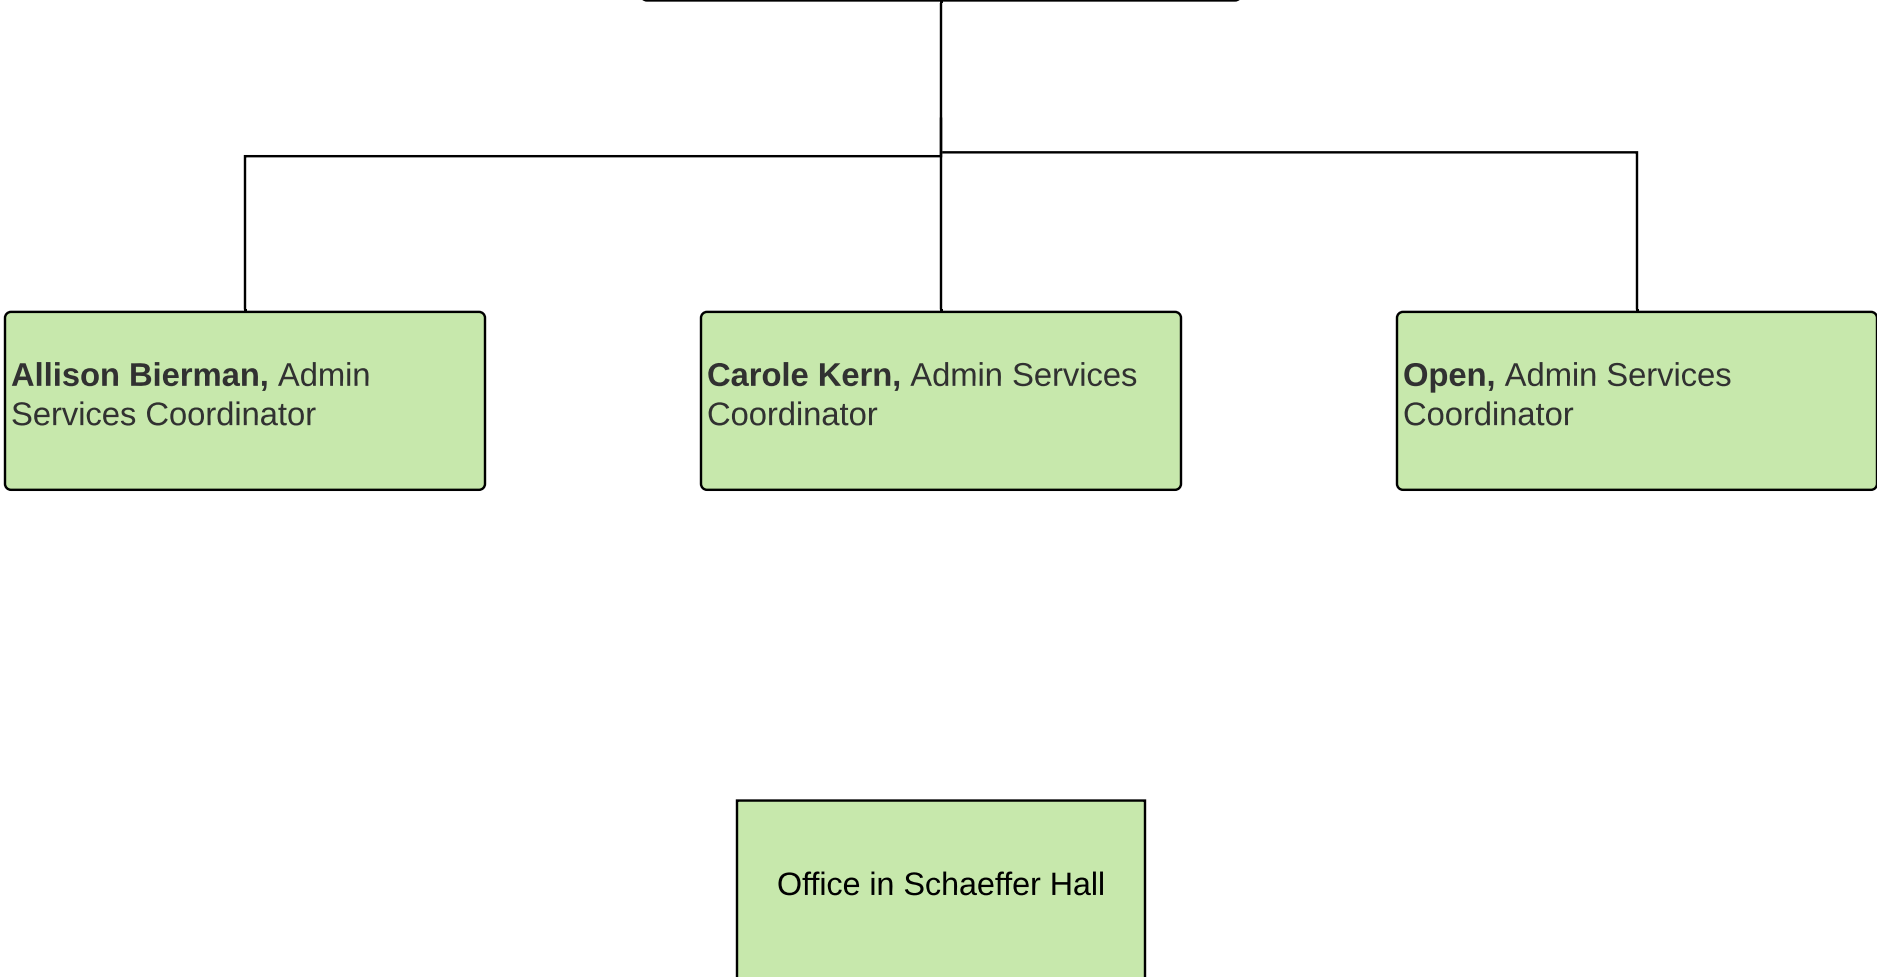 Allison Bierman, Admin
Services Coordinator
Carole Kern, Admin Services
Coordinator
Open, Admin Services
Coordinator
Office in Schaeffer Hall